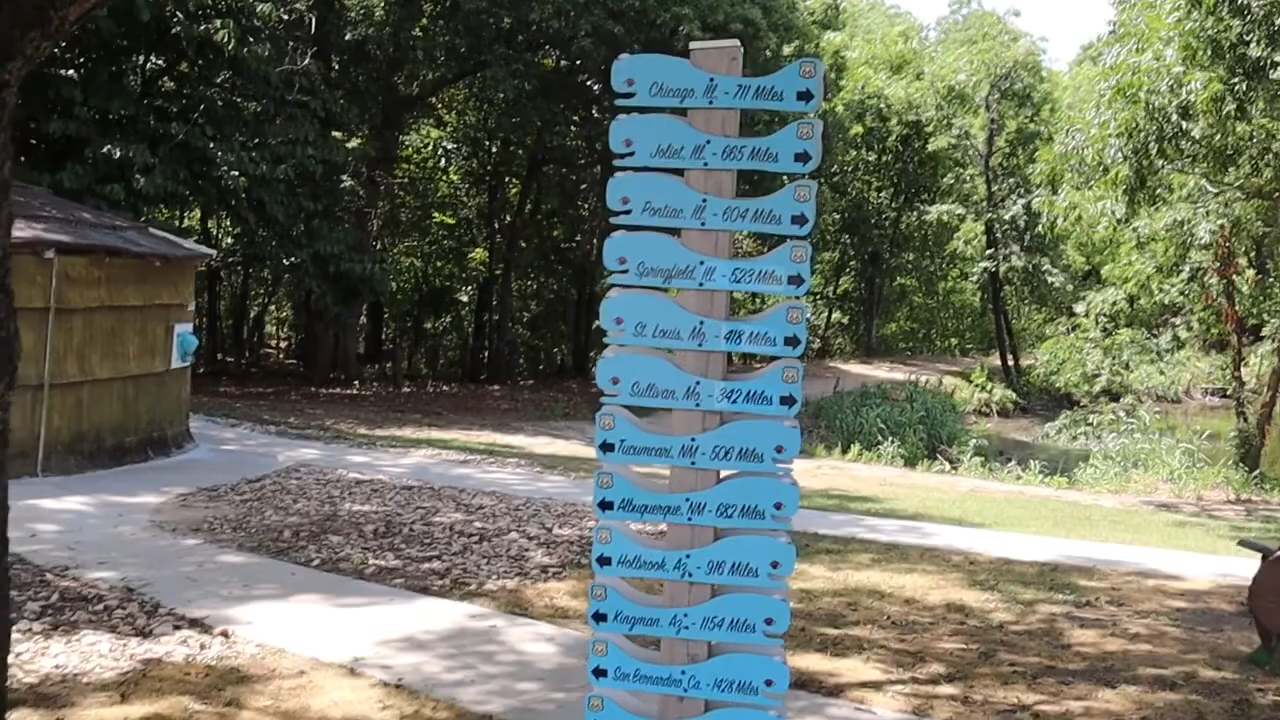 Chicago, Ill. - 711 Miles
Joliet, Ill. - 665 Miles
Pontiac, Ill. - 604 Miles
Springfield, Ill. - 523 Miles
St. Louis, Mo. - 418 Miles
Sullivan, Mo. - 342 Miles
Tucumcari, NM - 506 Miles
Albuquerque, NM - 682 Miles
Holbrook, Az. - 916 Miles
Kingman, Az. - 1154 Miles
San Bernardino, Ca. - 1428 Miles